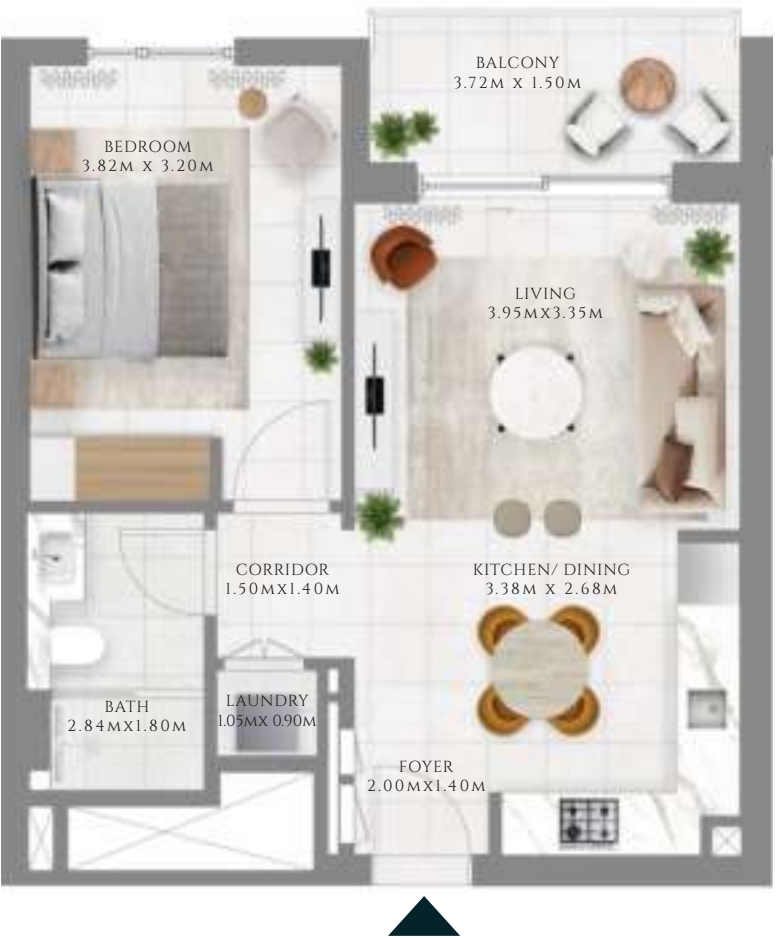 BALCONY
3.72M X 1.50M
BEDROOM
3.82M X 3.20M
LIVING
3.95MX3.35M
CORRIDOR
1.50MX1.40M
KITCHEN/ DINING
3.38M X 2.68M
BATH
2.84MX1.80M
LAUNDRY
1.05MX 0.90M
FOYER
2.00MX1.40M